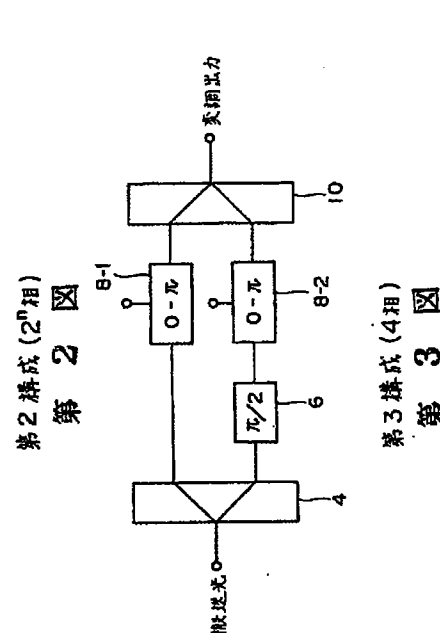 第2構成(2ⁿ相)
第 2 図
搬送光
4
π/2
6
0-π
8-1
0-π
8-2
10
変調出力
第3構成(4相)
第 3 図